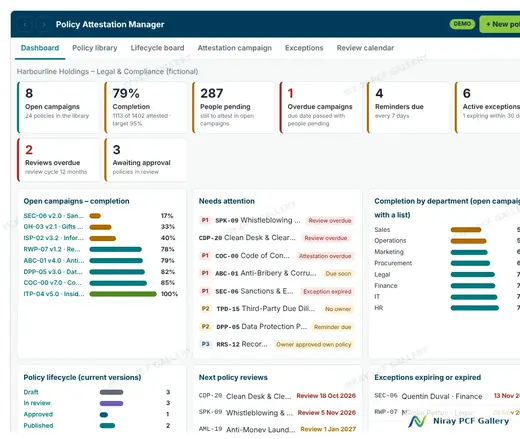 Policy Attestation Manager
DEMO
+ New pol
Dashboard Policy library Lifecycle board Attestation campaign Exceptions Review calendar
Harbourline Holdings – Legal & Compliance (fictional)
8
Open campaigns
24 policies in the library
79%
Completion
1113 of 1402 attested ·
target 95%
287
People pending
still to attest in open
campaigns
1
Overdue campaigns
due date passed with
people pending
4
Reminders due
every 7 days
6
Active exceptions
1 expiring within 30 d
2
Reviews overdue
review cycle 12 months
3
Awaiting approval
policies in review
Open campaigns – completion
SEC-06 v2.0 · San... 17%
GH-03 v2.1 · Gifts ... 33%
ISP-02 v3.2 · Infor... 40%
RWP-07 v1.2 · Re... 78%
ABC-01 v4.0 · Anti... 79%
DPP-05 v3.0 · Dat... 82%
COC-00 v7.0 · Co... 85%
ITP-04 v5.0 · Insid... 100%
Needs attention
P1 SPK-09 Whistleblowing ... Review overdue
CDP-20 Clean Desk & Clear... Review overdue
P1 COC-00 Code of Con... Attestation overdue
P1 ABC-01 Anti-Bribery & Corru... Due soon
P1 SEC-06 Sanctions & E... Exception expired
P2 TPD-15 Third-Party Due Dili... No owner
P2 DPP-05 Data Protection P... Reminder due
P3 RRS-12 Recor... Owner approved own policy
Completion by department (open campaig
with a list)
Sales
Operations
Marketing
Procurement
Legal
Finance
IT
HR
Policy lifecycle (current versions)
Draft 3
In review 3
Approved 1
Published 2
Next policy reviews
CDP-20 Clean Desk & Cle... Review 18 Oct 2026
SPK-09 Whistleblowing & ... Review 5 Nov 2026
AML-19 Anti-Money Laund... Review 1 Jan 2027
Exceptions expiring or expired
SEC-06 Quentin Duval · Finance 13 Nov 2
RWP-07
Niray PCF Gallery